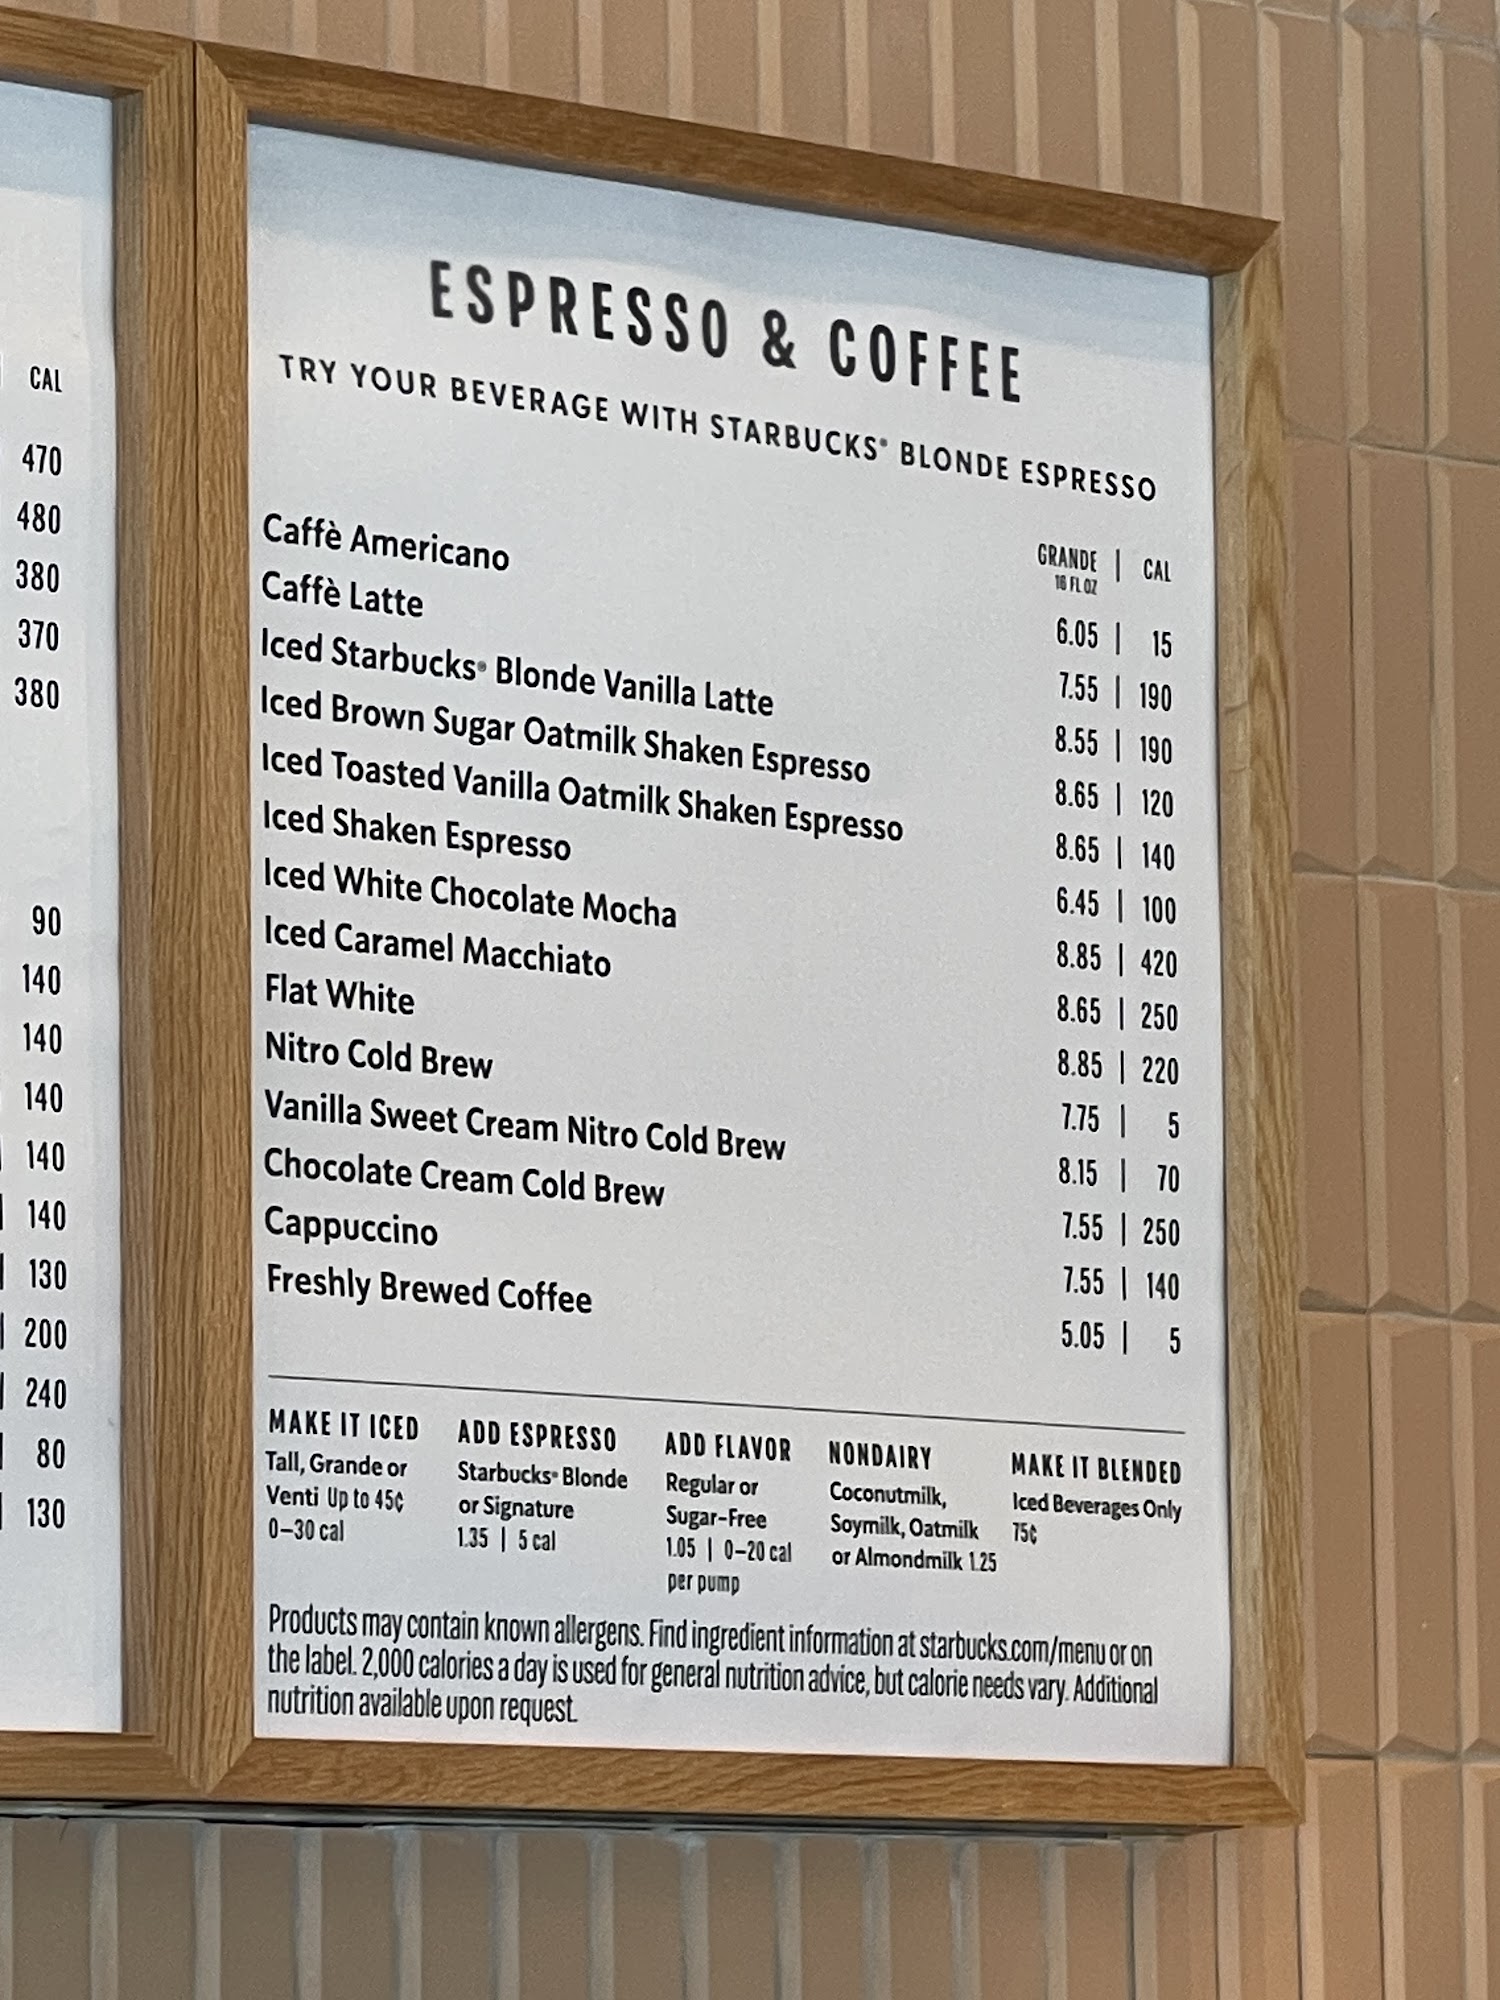 CAL
470
480
380
370
380
90
140
140
140
140
140
130
200
240
80
130
ESPRESSO & COFFEE
TRY YOUR BEVERAGE WITH STARBUCKS® BLONDE ESPRESSO
GRANDE | CAL
16 FL OZ
Caffè Americano 6.05 | 15
Caffè Latte 7.55 | 190
Iced Starbucks® Blonde Vanilla Latte 8.55 | 190
Iced Brown Sugar Oatmilk Shaken Espresso 8.65 | 120
Iced Toasted Vanilla Oatmilk Shaken Espresso 8.65 | 140
Iced Shaken Espresso 6.45 | 100
Iced White Chocolate Mocha 8.85 | 420
Iced Caramel Macchiato 8.65 | 250
Flat White 8.85 | 220
Nitro Cold Brew 7.75 | 5
Vanilla Sweet Cream Nitro Cold Brew 8.15 | 70
Chocolate Cream Cold Brew 7.55 | 250
Cappuccino 7.55 | 140
Freshly Brewed Coffee 5.05 | 5
MAKE IT ICED
Tall, Grande or
Venti Up to 45¢
0–30 cal
ADD ESPRESSO
Starbucks® Blonde
or Signature
1.35 | 5 cal
ADD FLAVOR
Regular or
Sugar-Free
1.05 | 0–20 cal
per pump
NONDAIRY
Coconutmilk,
Soymilk, Oatmilk
or Almondmilk 1.25
MAKE IT BLENDED
Iced Beverages Only
75¢
Products may contain known allergens. Find ingredient information at starbucks.com/menu or on
the label. 2,000 calories a day is used for general nutrition advice, but calorie needs vary. Additional
nutrition available upon request.